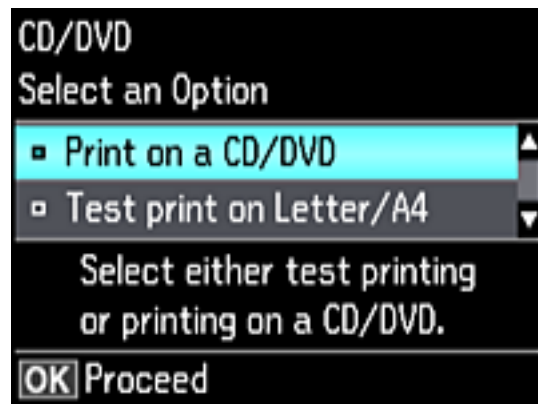 CD/DVD
Select an Option
Print on a CD/DVD
Test print on Letter/A4
Select either test printing
or printing on a CD/DVD.
OK Proceed